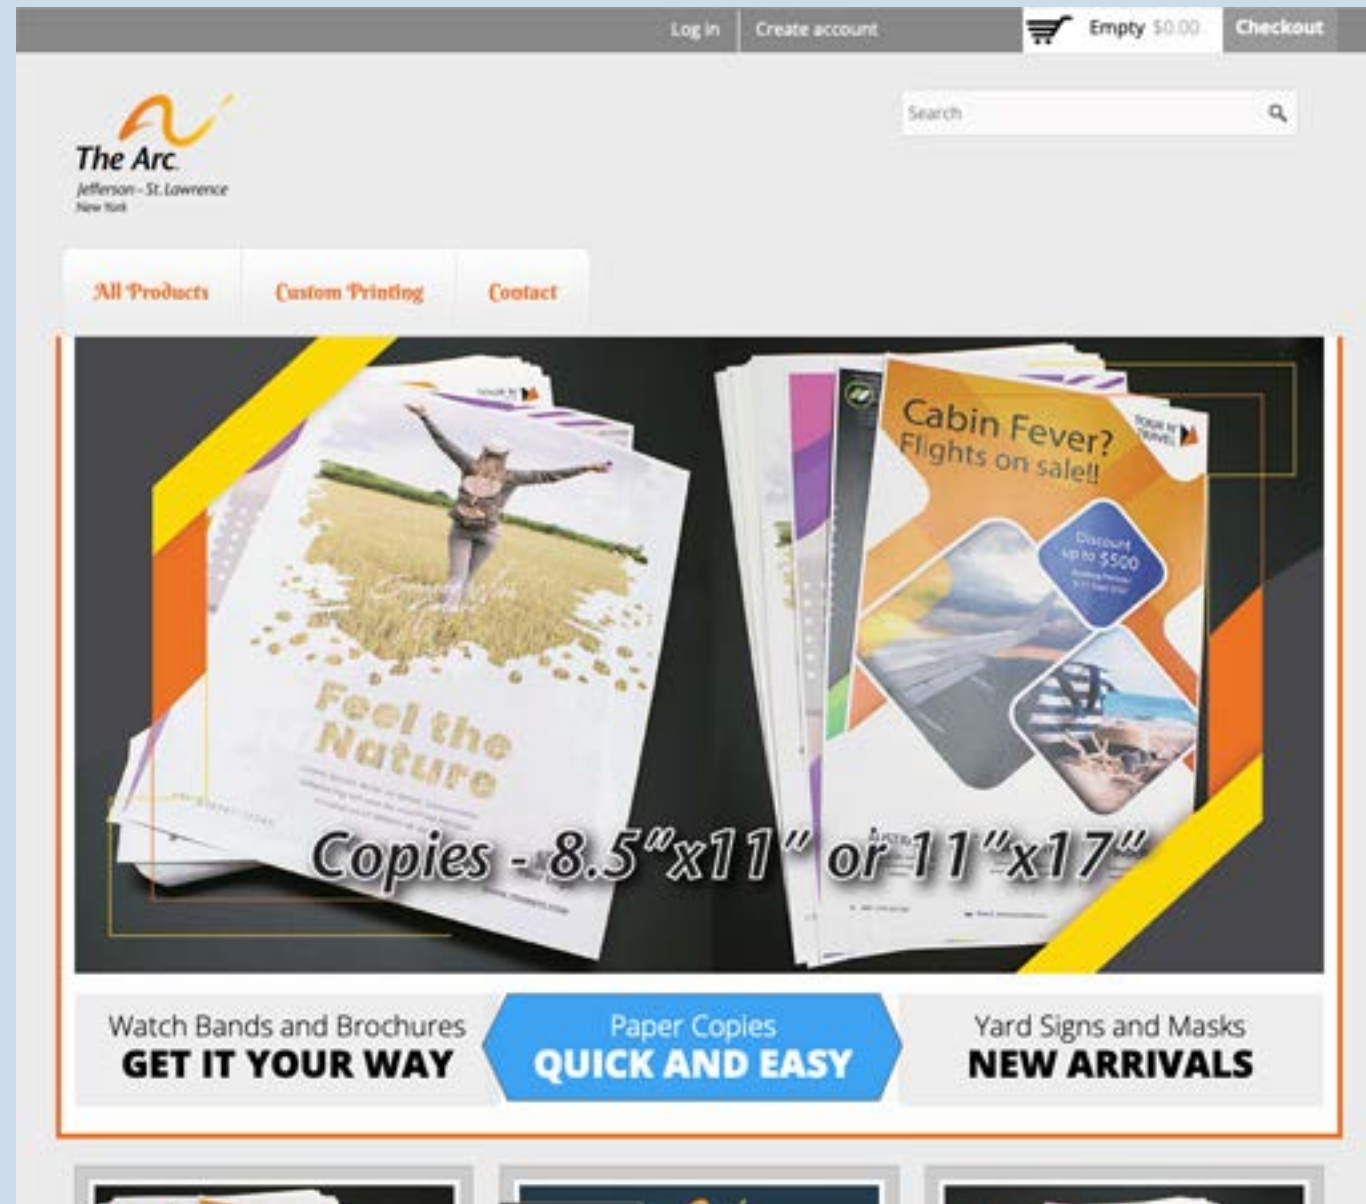 Log in
Create account
Empty $0.00
Checkout
Search
The Arc
Jefferson - St. Lawrence
New York
All Products
Custom Printing
Contact
TOUR N'
TRAVEL
Cabin Fever?
Flights on sale!!
Discount
up to $500
Feel the
Nature
Copies - 8.5"x11" or 11"x17"
Watch Bands and Brochures
GET IT YOUR WAY
Paper Copies
QUICK AND EASY
Yard Signs and Masks
NEW ARRIVALS